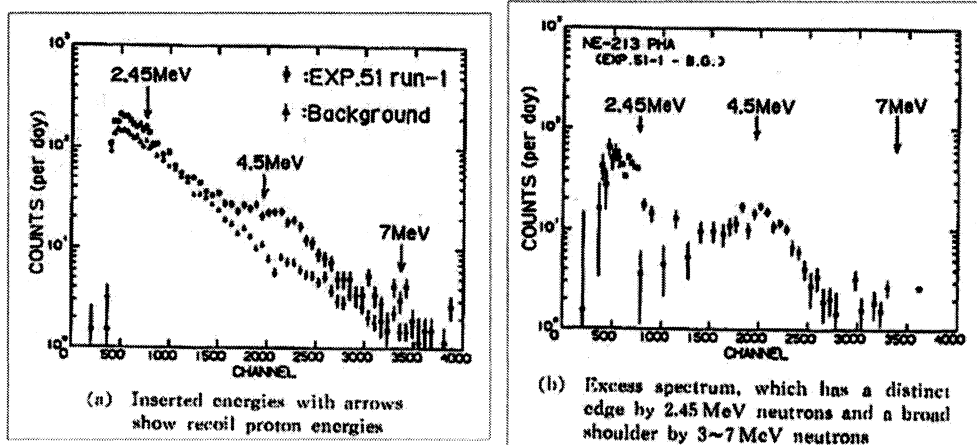 10³
10²
10¹
10⁰
COUNTS (per day)
2.45MeV
:EXP.51 run-1
:Background
4.5MeV
7MeV
0 500 1000 1500 2000 2500 3000 3500 4000
CHANNEL
(a) Inserted energies with arrows
show recoil proton energies
NE-213 PHA
(EXP.51-1 - B.G.)
2.45MeV 4.5MeV 7MeV
COUNTS (per day)
0 500 1000 1500 2000 2500 3000 3500 4000
CHANNEL
(b) Excess spectrum, which has a distinct
edge by 2.45 MeV neutrons and a broad
shoulder by 3~7 MeV neutrons